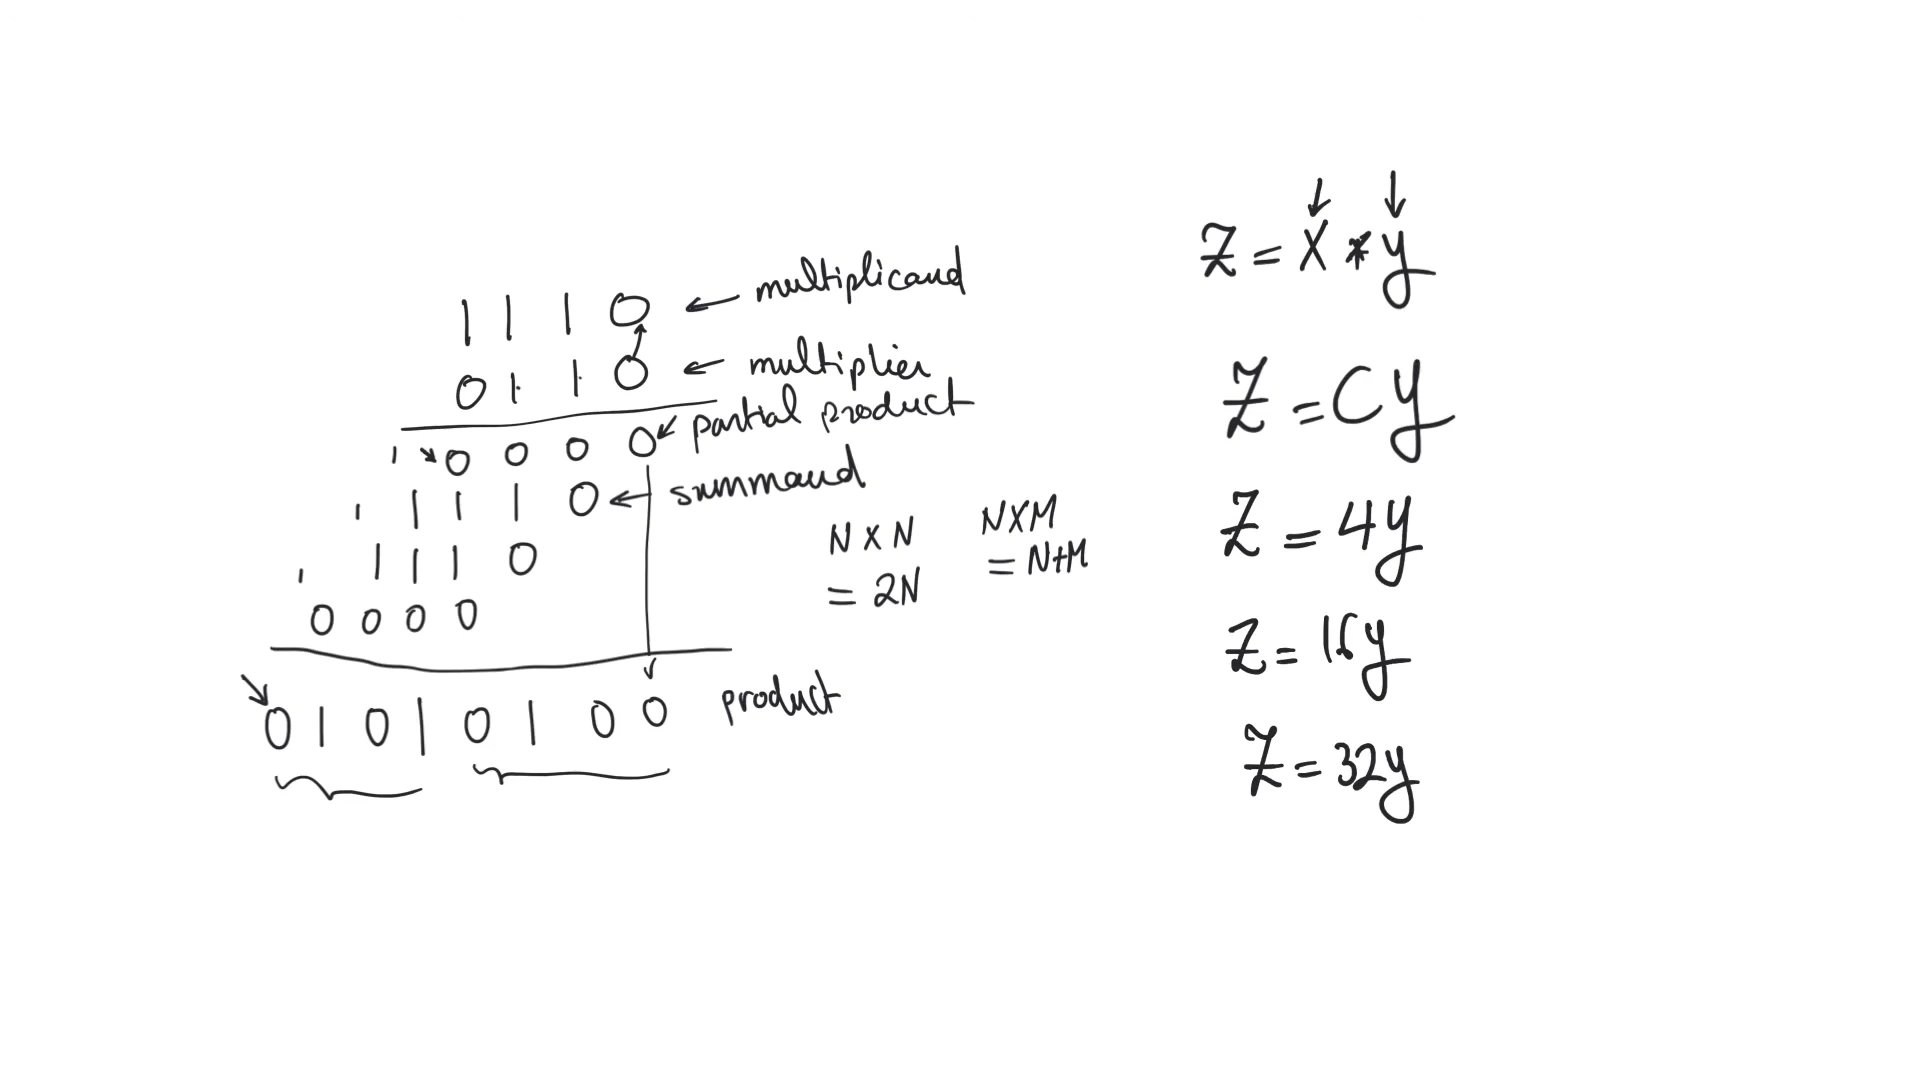 1 1 1 0 ← multiplicand
0 1 1 0 ← multiplier
1 0 0 0 0 partial product
1 1 1 1 0 ← summand
1 1 1 1 0
0 0 0 0
0 1 0 1 0 1 0 0 product
N X N
= 2N
N X M
= N+M
Z = X * y
Z = Cy
Z = 4y
Z = 16y
Z = 32y